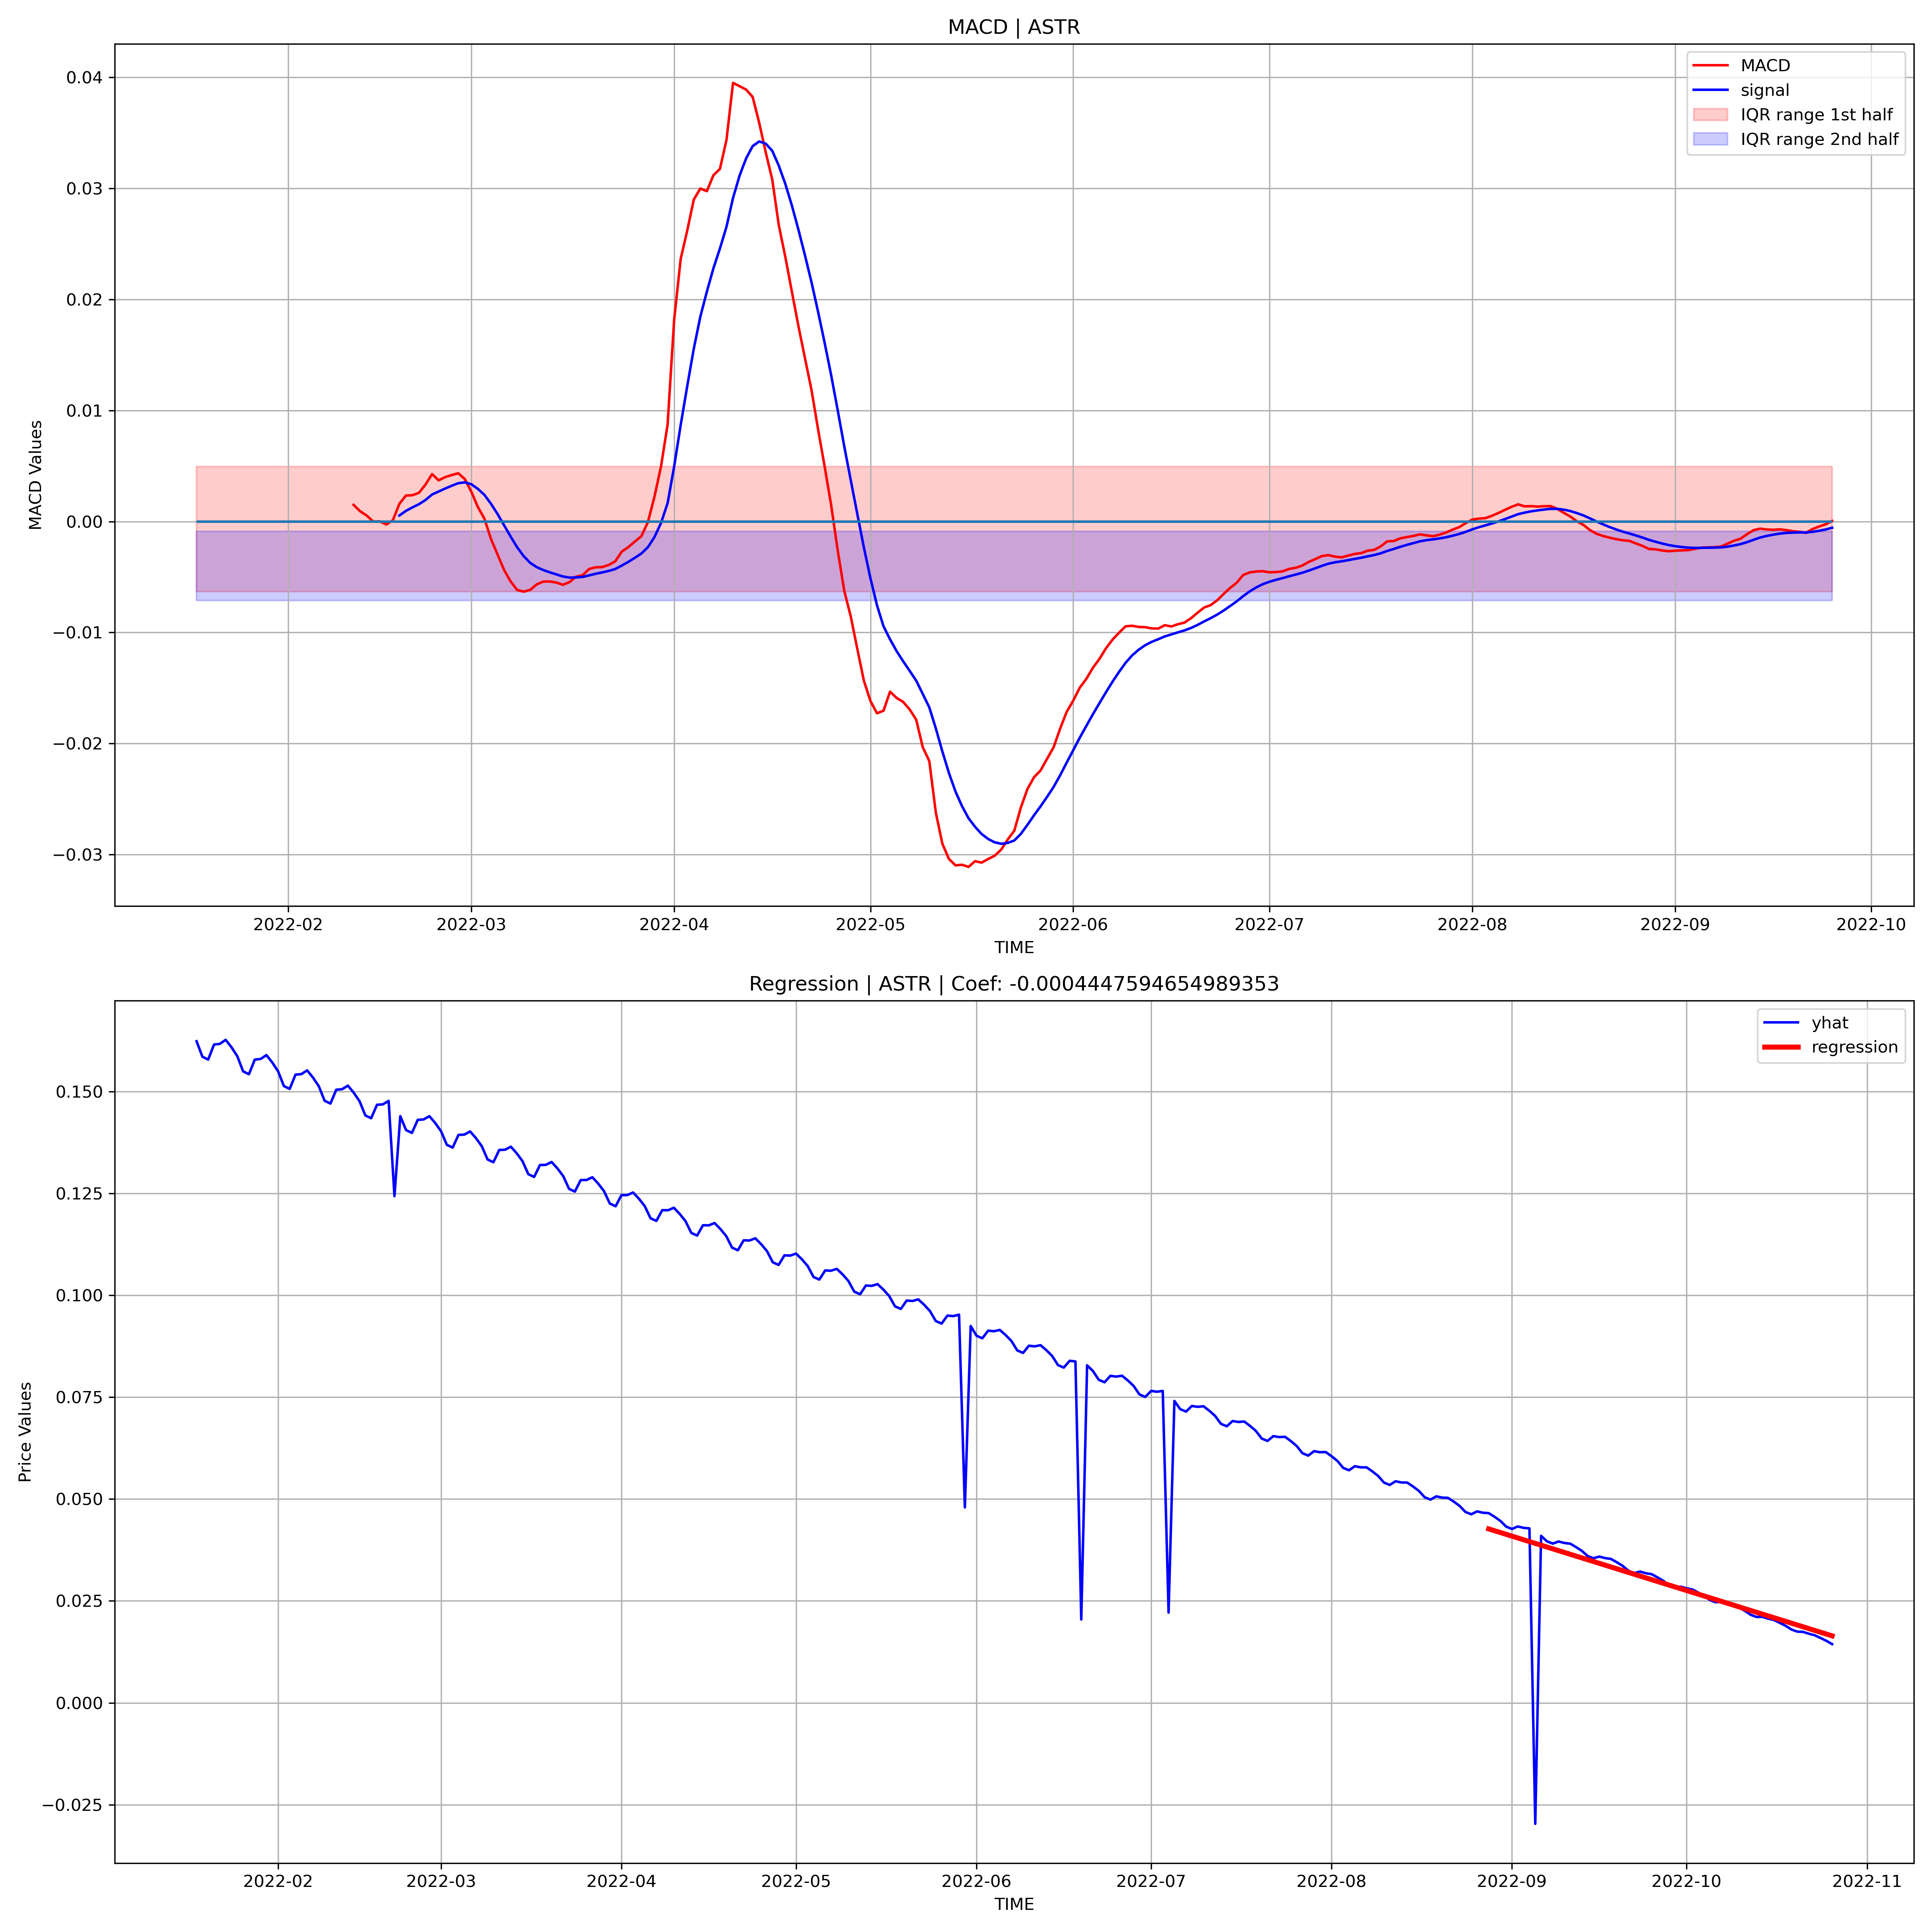 MACD | ASTR
MACD
signal
IQR range 1st half
IQR range 2nd half
0.04
0.03
0.02
0.01
0.00
−0.01
−0.02
−0.03
MACD Values
2022-02 2022-03 2022-04 2022-05 2022-06 2022-07 2022-08 2022-09 2022-10
TIME
Regression | ASTR | Coef: -0.0004447594654989353
yhat
regression
0.150
0.125
0.100
0.075
0.050
0.025
0.000
−0.025
Price Values
2022-02 2022-03 2022-04 2022-05 2022-06 2022-07 2022-08 2022-09 2022-10 2022-11
TIME